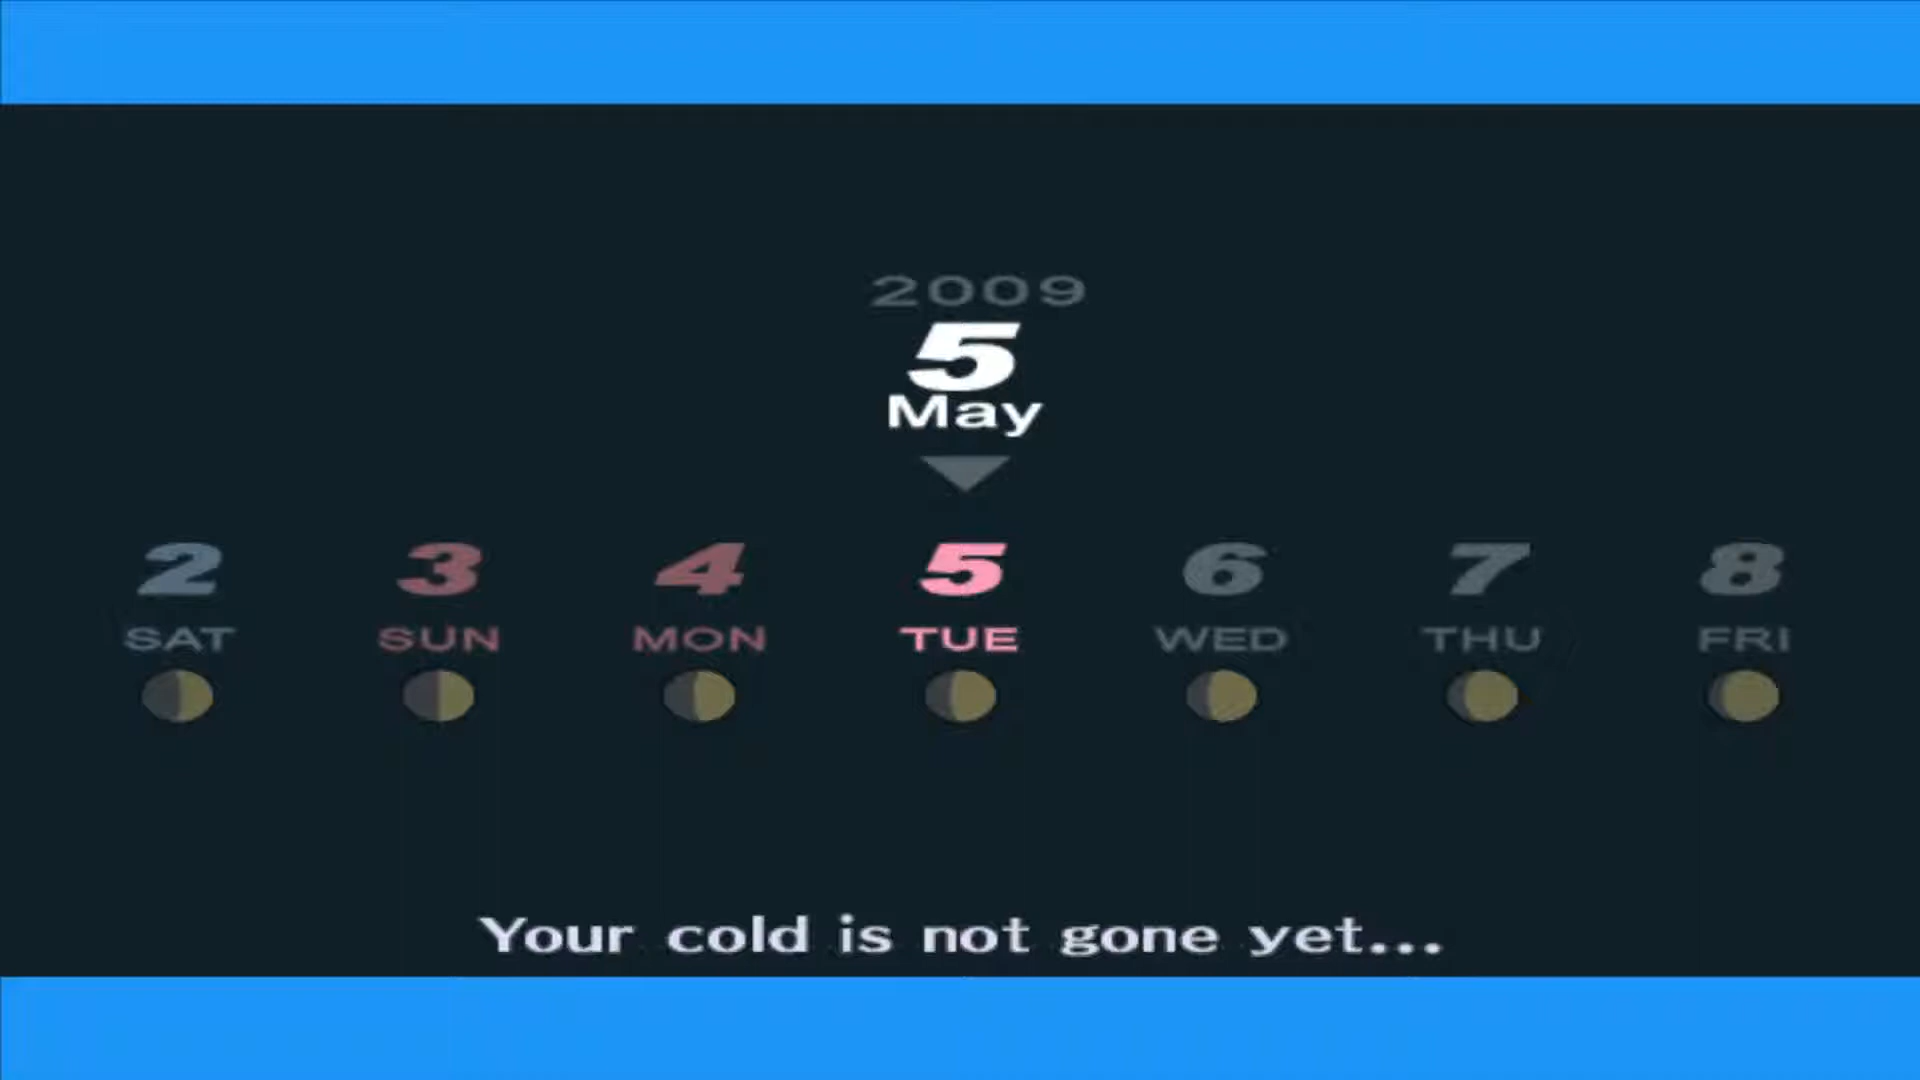 2009
5
May
2 3 4 5 6 7 8
SAT SUN MON TUE WED THU FRI
Your cold is not gone yet...